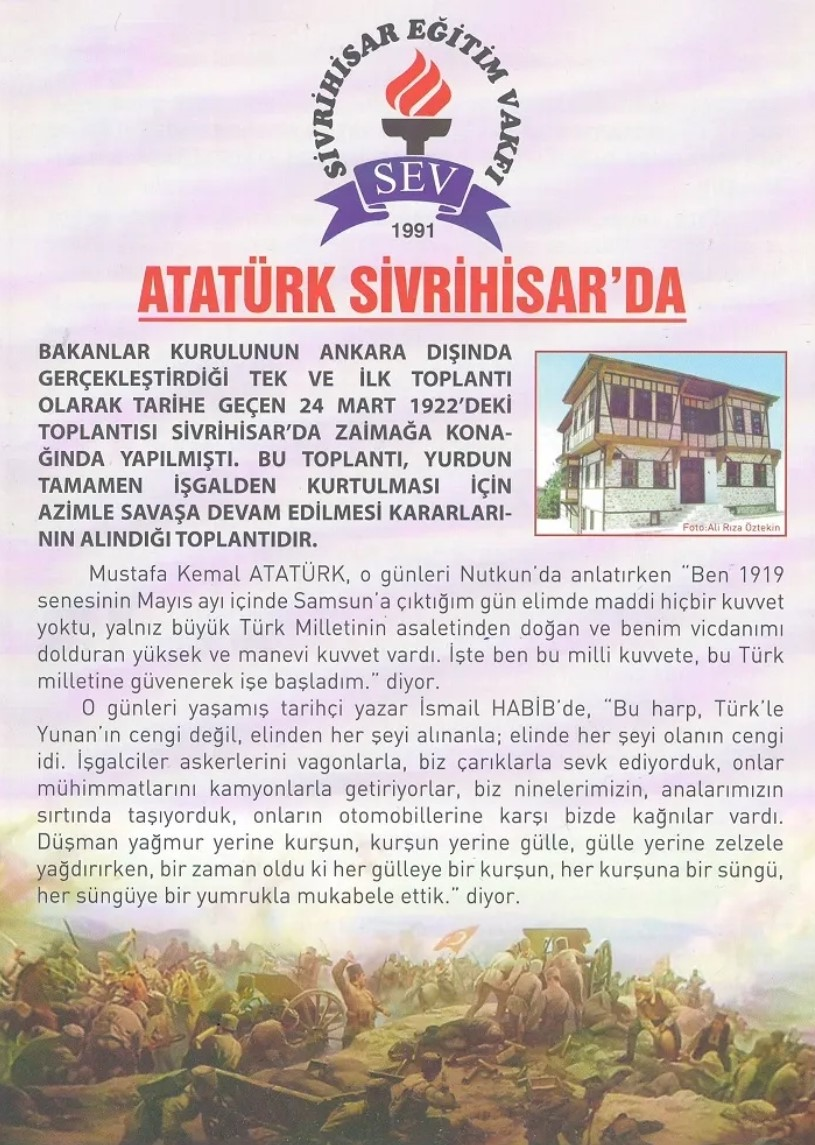 SİVRİHİSAR EĞİTİM VAKFI
SEV
1991
ATATÜRK SİVRİHİSAR'DA
BAKANLAR KURULUNUN ANKARA DIŞINDA
GERÇEKLEŞTİRDİĞİ TEK VE İLK TOPLANTI
OLARAK TARİHE GEÇEN 24 MART 1922'DEKİ
TOPLANTISI SİVRİHİSAR'DA ZAİMAĞA KONA-
ĞINDA YAPILMIŞTI. BU TOPLANTI, YURDUN
TAMAMEN İŞGALDEN KURTULMASI İÇİN
AZİMLE SAVAŞA DEVAM EDİLMESİ KARARLARI-
NIN ALINDIĞI TOPLANTIDIR.
Foto:Ali Rıza Öztekin
Mustafa Kemal ATATÜRK, o günleri Nutkun'da anlatırken "Ben 1919
senesinin Mayıs ayı içinde Samsun'a çıktığım gün elimde maddi hiçbir kuvvet
yoktu, yalnız büyük Türk Milletinin asaletinden doğan ve benim vicdanımı
dolduran yüksek ve manevi kuvvet vardı. İşte ben bu milli kuvvete, bu Türk
milletine güvenerek işe başladım." diyor.
O günleri yaşamış tarihçi yazar İsmail HABİB'de, "Bu harp, Türk'le
Yunan'ın cengi değil, elinden her şeyi alınanla; elinde her şeyi olanın cengi
idi. İşgalciler askerlerini vagonlarla, biz çarıklarla sevk ediyorduk, onlar
mühimmatlarını kamyonlarla getiriyorlar, biz ninelerimizin, analarımızın
sırtında taşıyorduk, onların otomobillerine karşı bizde kağnılar vardı.
Düşman yağmur yerine kurşun, kurşun yerine gülle, gülle yerine zelzele
yağdırırken, bir zaman oldu ki her gülleye bir kurşun, her kurşuna bir süngü,
her süngüye bir yumrukla mukabele ettik." diyor.